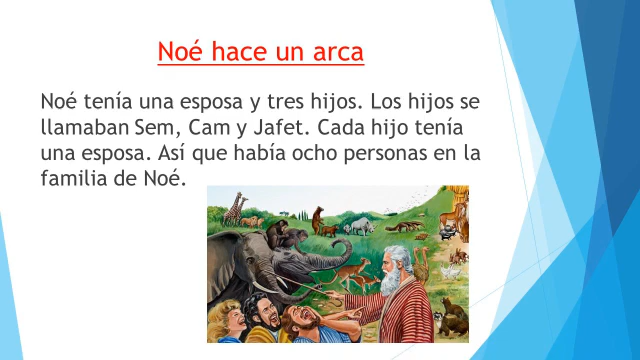 Noé hace un arca
Noé tenía una esposa y tres hijos. Los hijos se
llamaban Sem, Cam y Jafet. Cada hijo tenía
una esposa. Así que había ocho personas en la
familia de Noé.